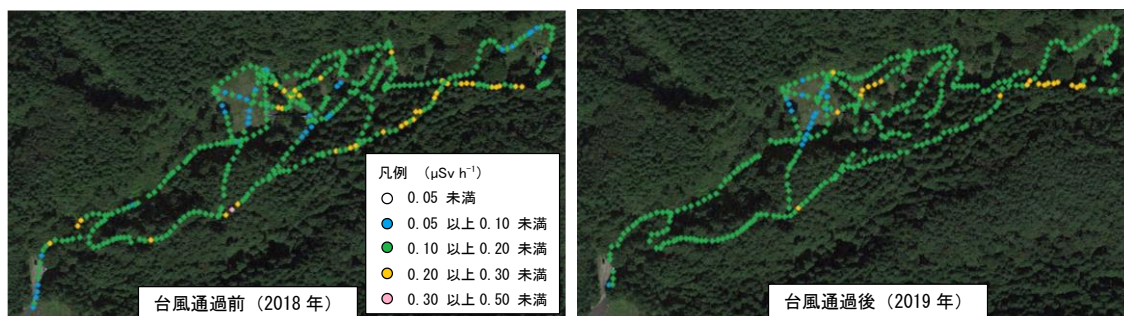 凡例 （μSv h⁻¹）
0.05 未満
0.05 以上 0.10 未満
0.10 以上 0.20 未満
0.20 以上 0.30 未満
0.30 以上 0.50 未満
台風通過前（2018 年）
台風通過後（2019 年）